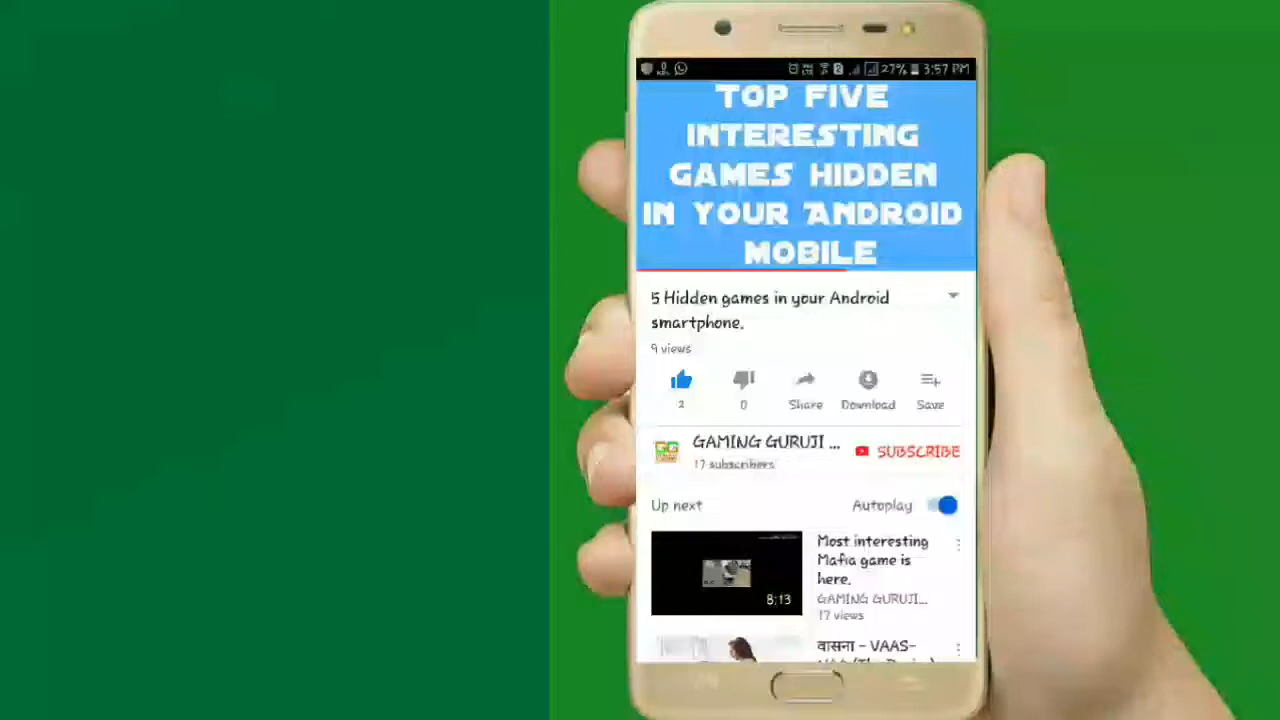 27% 3:57 PM
TOP FIVE
INTERESTING
GAMES HIDDEN
IN YOUR ANDROID
MOBILE
5 Hidden games in your Android
smartphone.
9 views
2 0 Share Download Save
GAMING GURUJI ...
17 subscribers
SUBSCRIBE
Up next Autoplay
8:13
Most interesting
Mafia game is
here.
GAMING GURUJI...
17 views
वासना - VAAS-